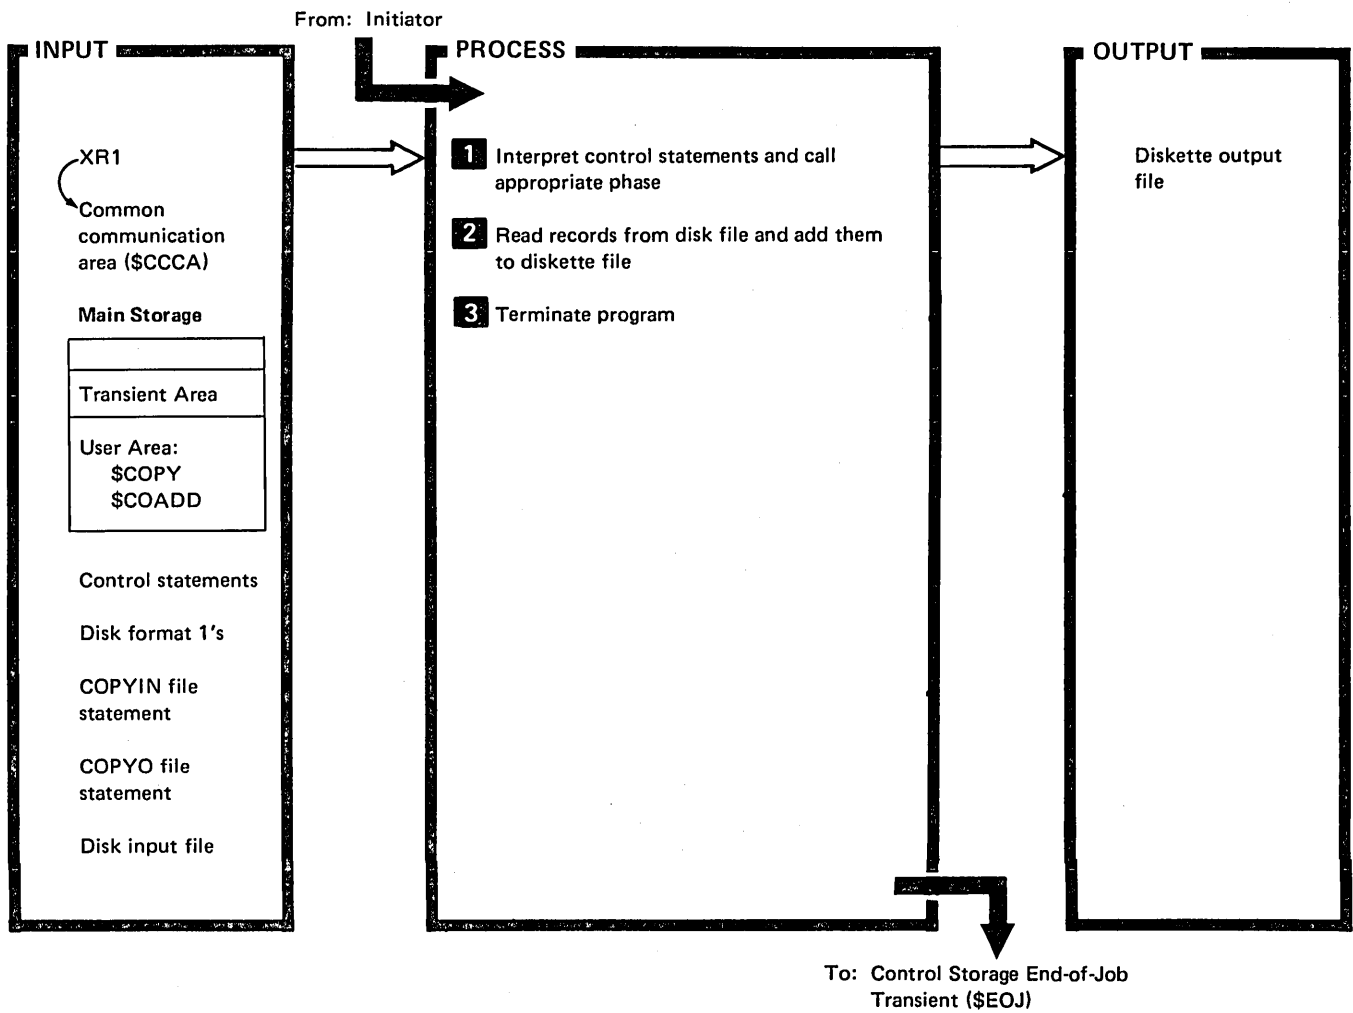 From: Initiator
INPUT
XR1
Common
communication
area ($CCCA)
Main Storage
Transient Area
User Area:
$COPY
$COADD
Control statements
Disk format 1's
COPYIN file
statement
COPYO file
statement
Disk input file
PROCESS
1 Interpret control statements and call
appropriate phase
2 Read records from disk file and add them
to diskette file
3 Terminate program
OUTPUT
Diskette output
file
To: Control Storage End-of-Job
Transient ($EOJ)